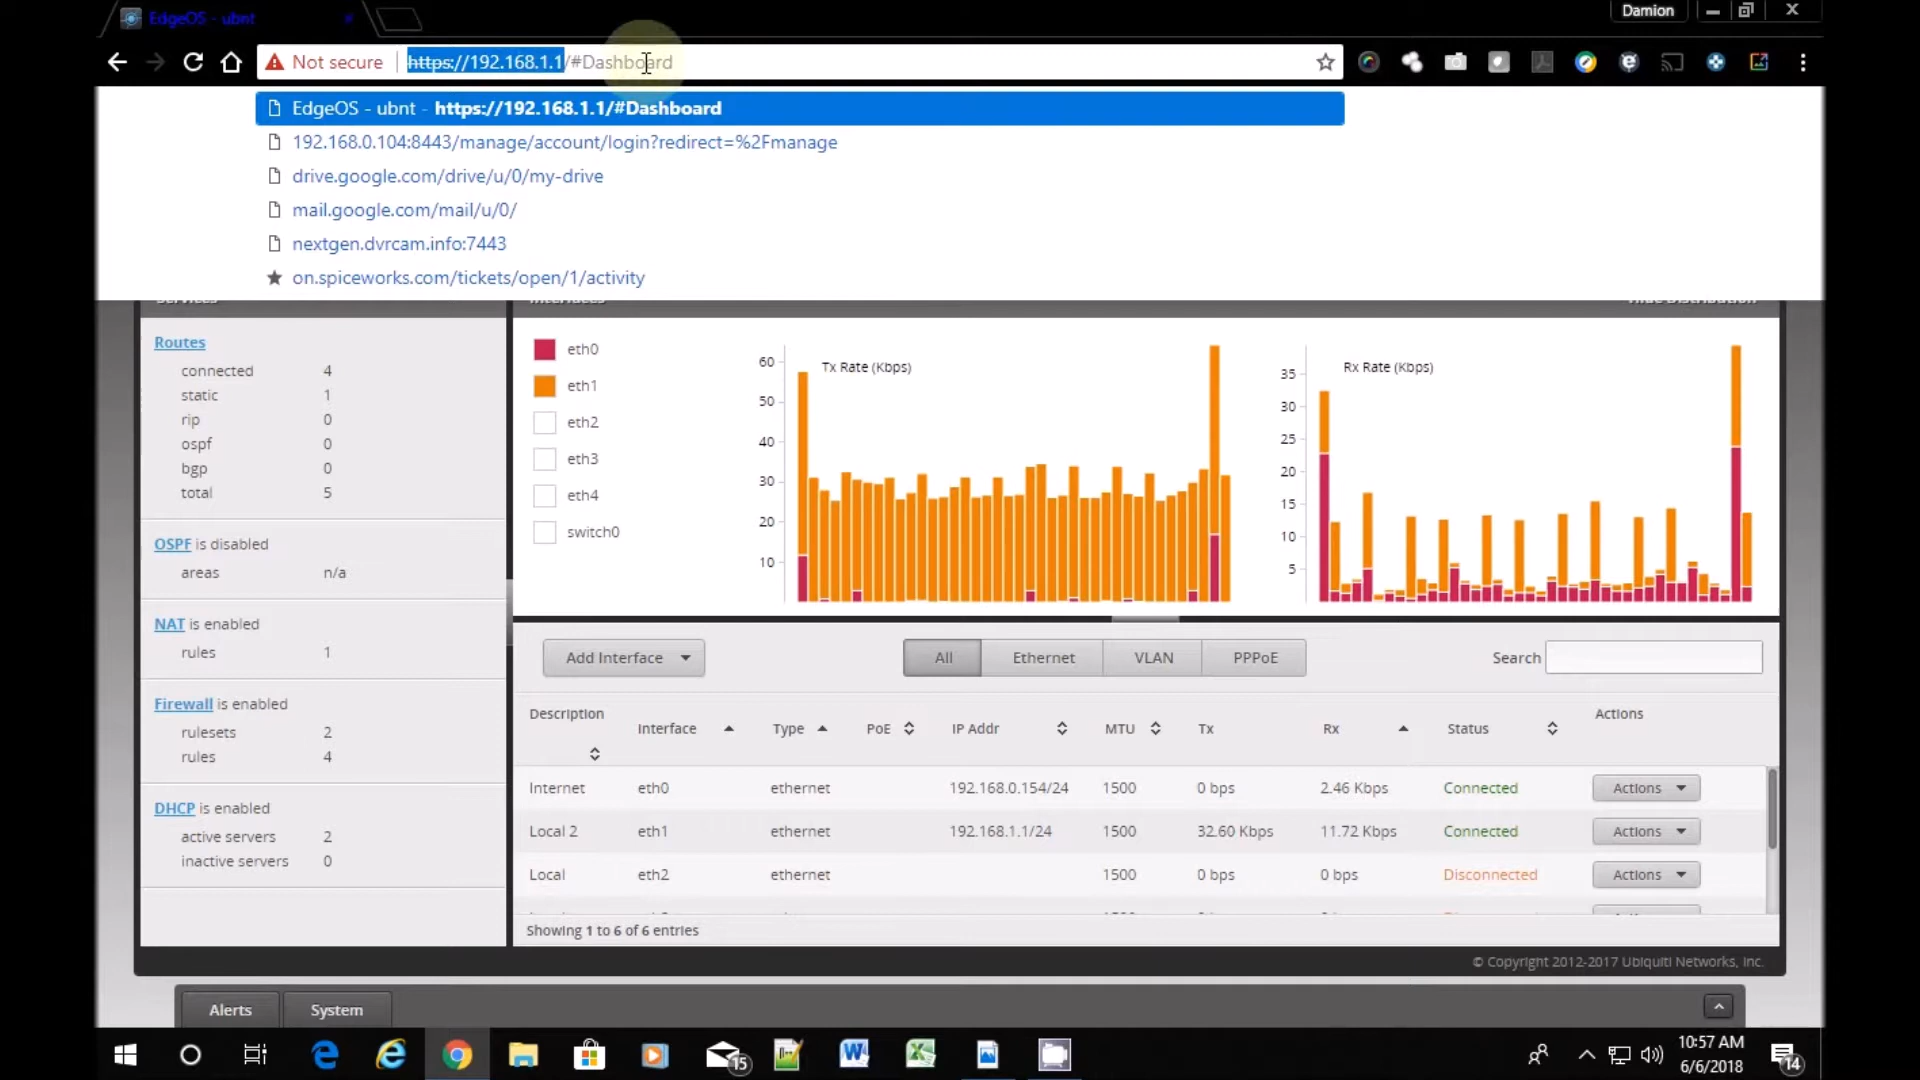 EdgeOS - ubnt
Damion
Not secure
https://192.168.1.1/#Dashboard
EdgeOS - ubnt - https://192.168.1.1/#Dashboard
192.168.0.104:8443/manage/account/login?redirect=%2Fmanage
drive.google.com/drive/u/0/my-drive
mail.google.com/mail/u/0/
nextgen.dvrcam.info:7443
on.spiceworks.com/tickets/open/1/activity
Routes
connected 4
static 1
rip 0
ospf 0
bgp 0
total 5
OSPF is disabled
areas n/a
NAT is enabled
rules 1
Firewall is enabled
rulesets 2
rules 4
DHCP is enabled
active servers 2
inactive servers 0
eth0
eth1
eth2
eth3
eth4
switch0
Tx Rate (Kbps)
60
50
40
30
20
10
Rx Rate (Kbps)
35
30
25
20
15
10
5
Add Interface
All Ethernet VLAN PPPoE
Search
Description Interface Type PoE IP Addr MTU Tx Rx Status Actions
Internet eth0 ethernet 192.168.0.154/24 1500 0 bps 2.46 Kbps Connected Actions
Local 2 eth1 ethernet 192.168.1.1/24 1500 32.60 Kbps 11.72 Kbps Connected Actions
Local eth2 ethernet 1500 0 bps 0 bps Disconnected Actions
Showing 1 to 6 of 6 entries
© Copyright 2012-2017 Ubiquiti Networks, Inc.
Alerts System
15
10:57 AM
6/6/2018
14